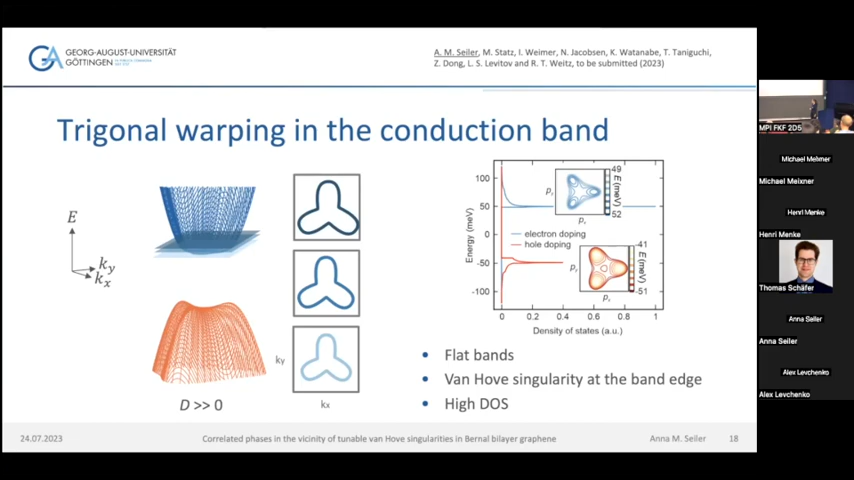 GEORG-AUGUST-UNIVERSITÄT
GÖTTINGEN
A. M. Seiler, M. Statz, I. Weimer, N. Jacobsen, K. Watanabe, T. Taniguchi,
Z. Dong, L. S. Levitov and R. T. Weitz, to be submitted (2023)
Trigonal warping in the conduction band
E
ky
kx
D >> 0
ky
kx
Energy (meV)
100
50
0
-50
-100
0
0.2
0.4
0.6
0.8
1
Density of states (a.u.)
electron doping
hole doping
py
px
49
E (meV)
52
py
px
-41
E (meV)
-51
• Flat bands
• Van Hove singularity at the band edge
• High DOS
24.07.2023
Correlated phases in the vicinity of tunable van Hove singularities in Bernal bilayer graphene
Anna M. Seiler
18
MPI FKF 2D5
Michael Meixner
Michael Meixner
Henri Menke
Henri Menke
Thomas Schäfer
Anna Seiler
Anna Seiler
Alex Levchenko
Alex Levchenko